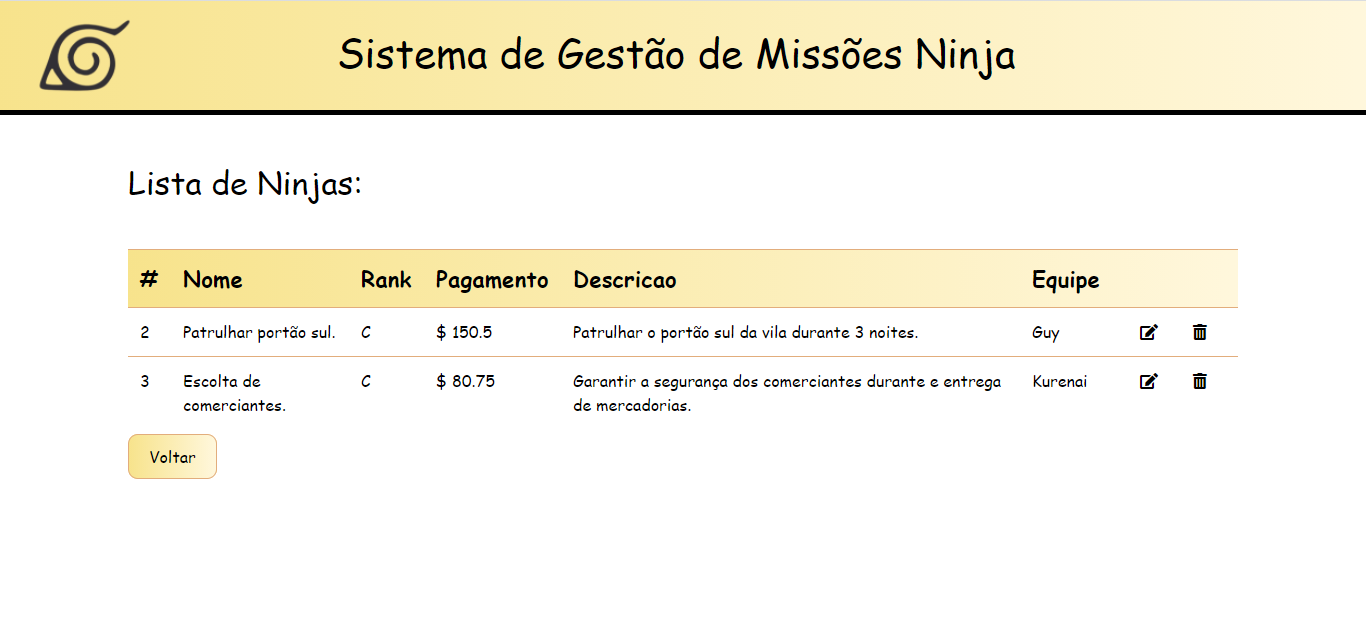 Sistema de Gestão de Missões Ninja
Lista de Ninjas:
# Nome Rank Pagamento Descricao Equipe
2 Patrulhar portão sul. C $ 150.5 Patrulhar o portão sul da vila durante 3 noites. Guy
3 Escolta de C $ 80.75 Garantir a segurança dos comerciantes durante e entrega Kurenai
comerciantes. de mercadorias.
Voltar